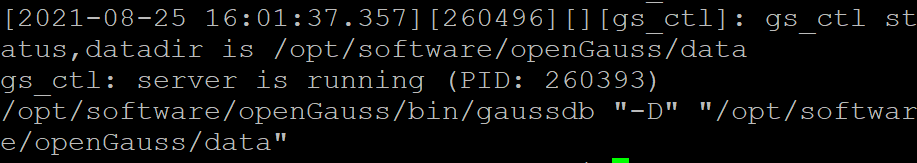 [2021-08-25 16:01:37.357][260496][][gs_ctl]: gs_ctl st
atus,datadir is /opt/software/openGauss/data
gs_ctl: server is running (PID: 260393)
/opt/software/openGauss/bin/gaussdb "-D" "/opt/softwar
e/openGauss/data"